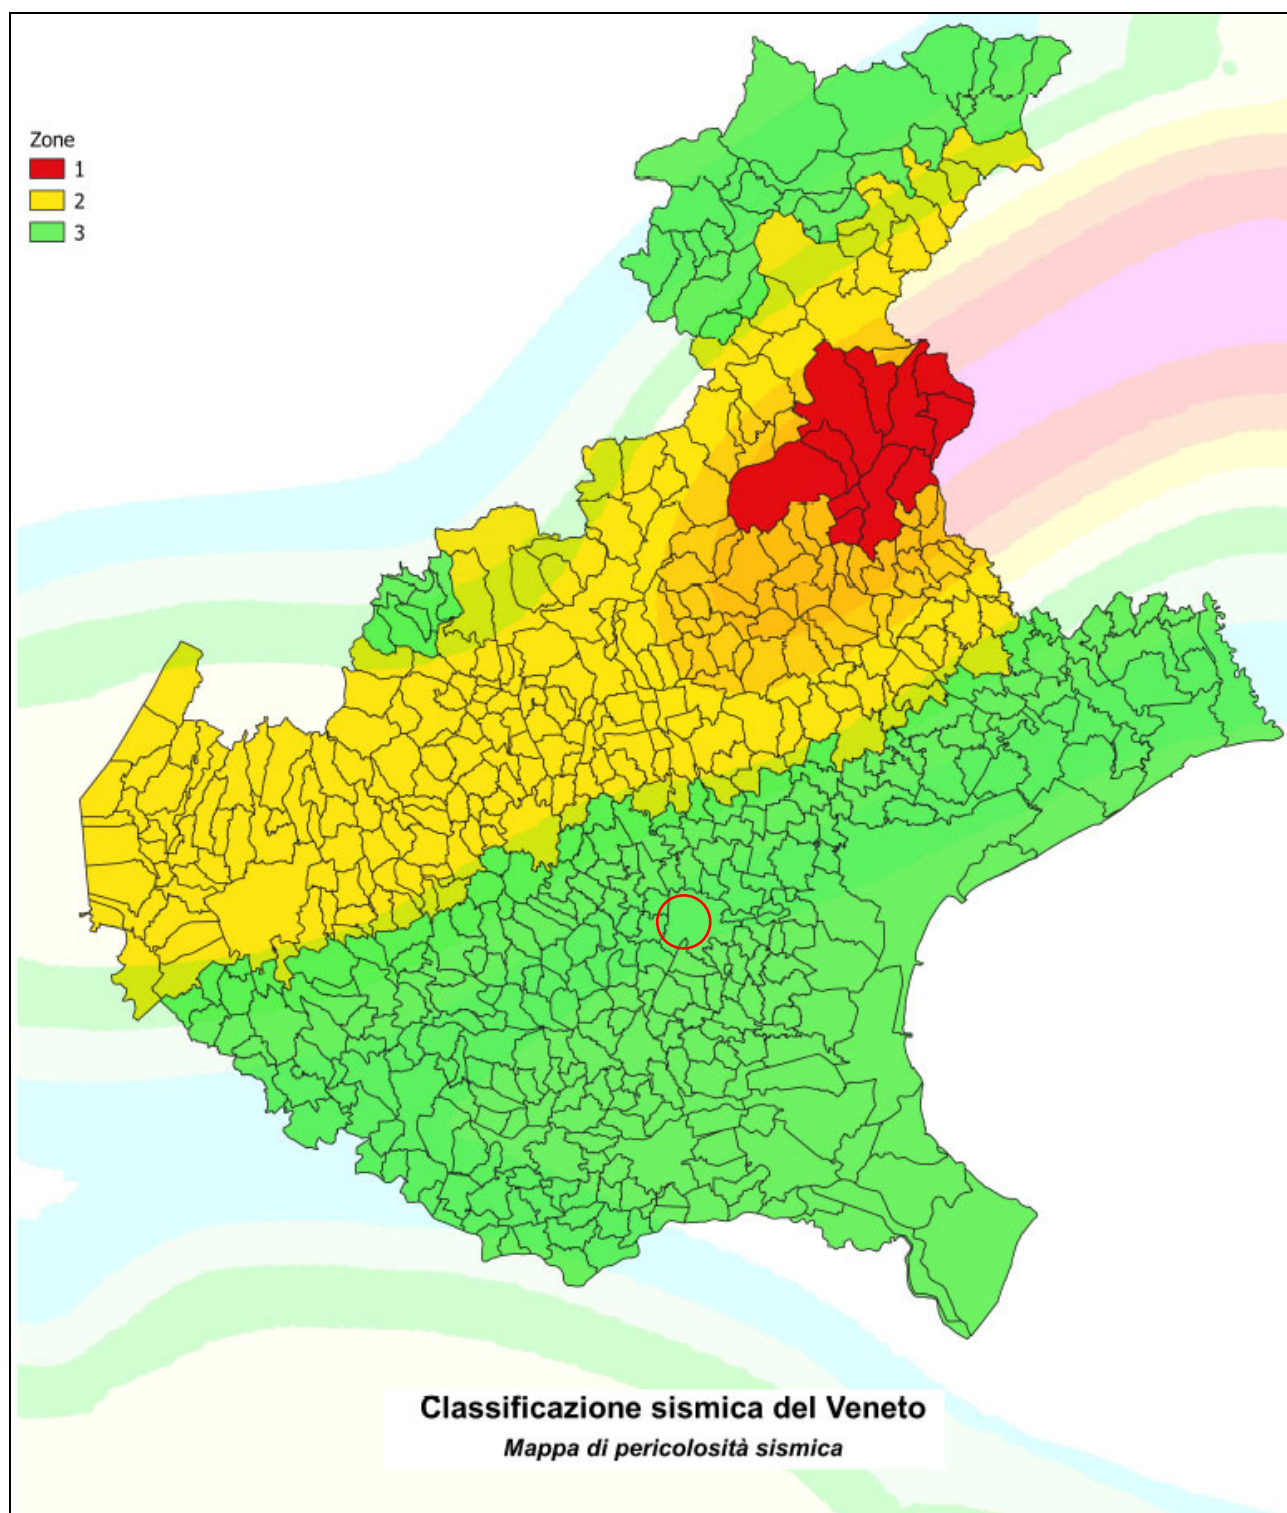 Zone
1
2
3
Classificazione sismica del Veneto
Mappa di pericolosità sismica